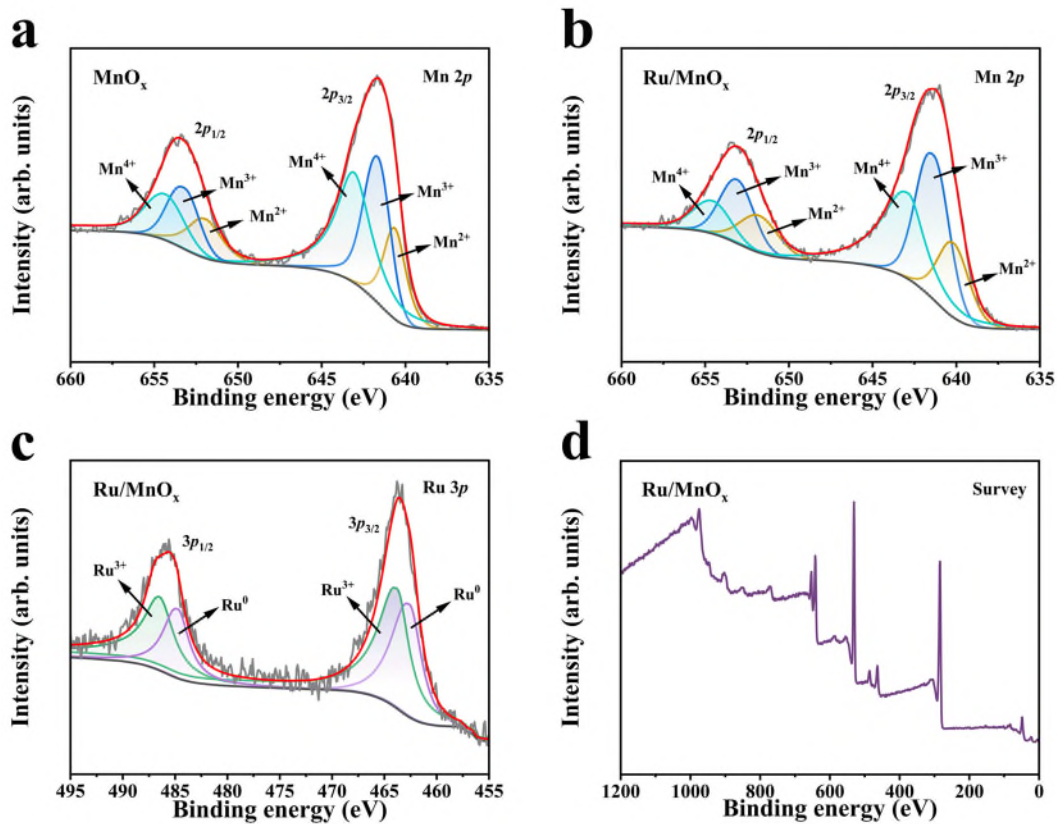 a
MnOₓ
Mn 2p
2p₃/₂
2p₁/₂
Mn⁴⁺
Mn³⁺
Mn²⁺
Mn⁴⁺
Mn³⁺
Mn²⁺
Intensity (arb. units)
660 655 650 645 640 635
Binding energy (eV)
b
Ru/MnOₓ
Mn 2p
2p₃/₂
2p₁/₂
Mn⁴⁺
Mn³⁺
Mn²⁺
Mn⁴⁺
Mn³⁺
Mn²⁺
Intensity (arb. units)
660 655 650 645 640 635
Binding energy (eV)
c
Ru/MnOₓ
Ru 3p
3p₃/₂
3p₁/₂
Ru³⁺
Ru⁰
Ru³⁺
Ru⁰
Intensity (arb. units)
495 490 485 480 475 470 465 460 455
Binding energy (eV)
d
Ru/MnOₓ
Survey
Intensity (arb. units)
1200 1000 800 600 400 200 0
Binding energy (eV)